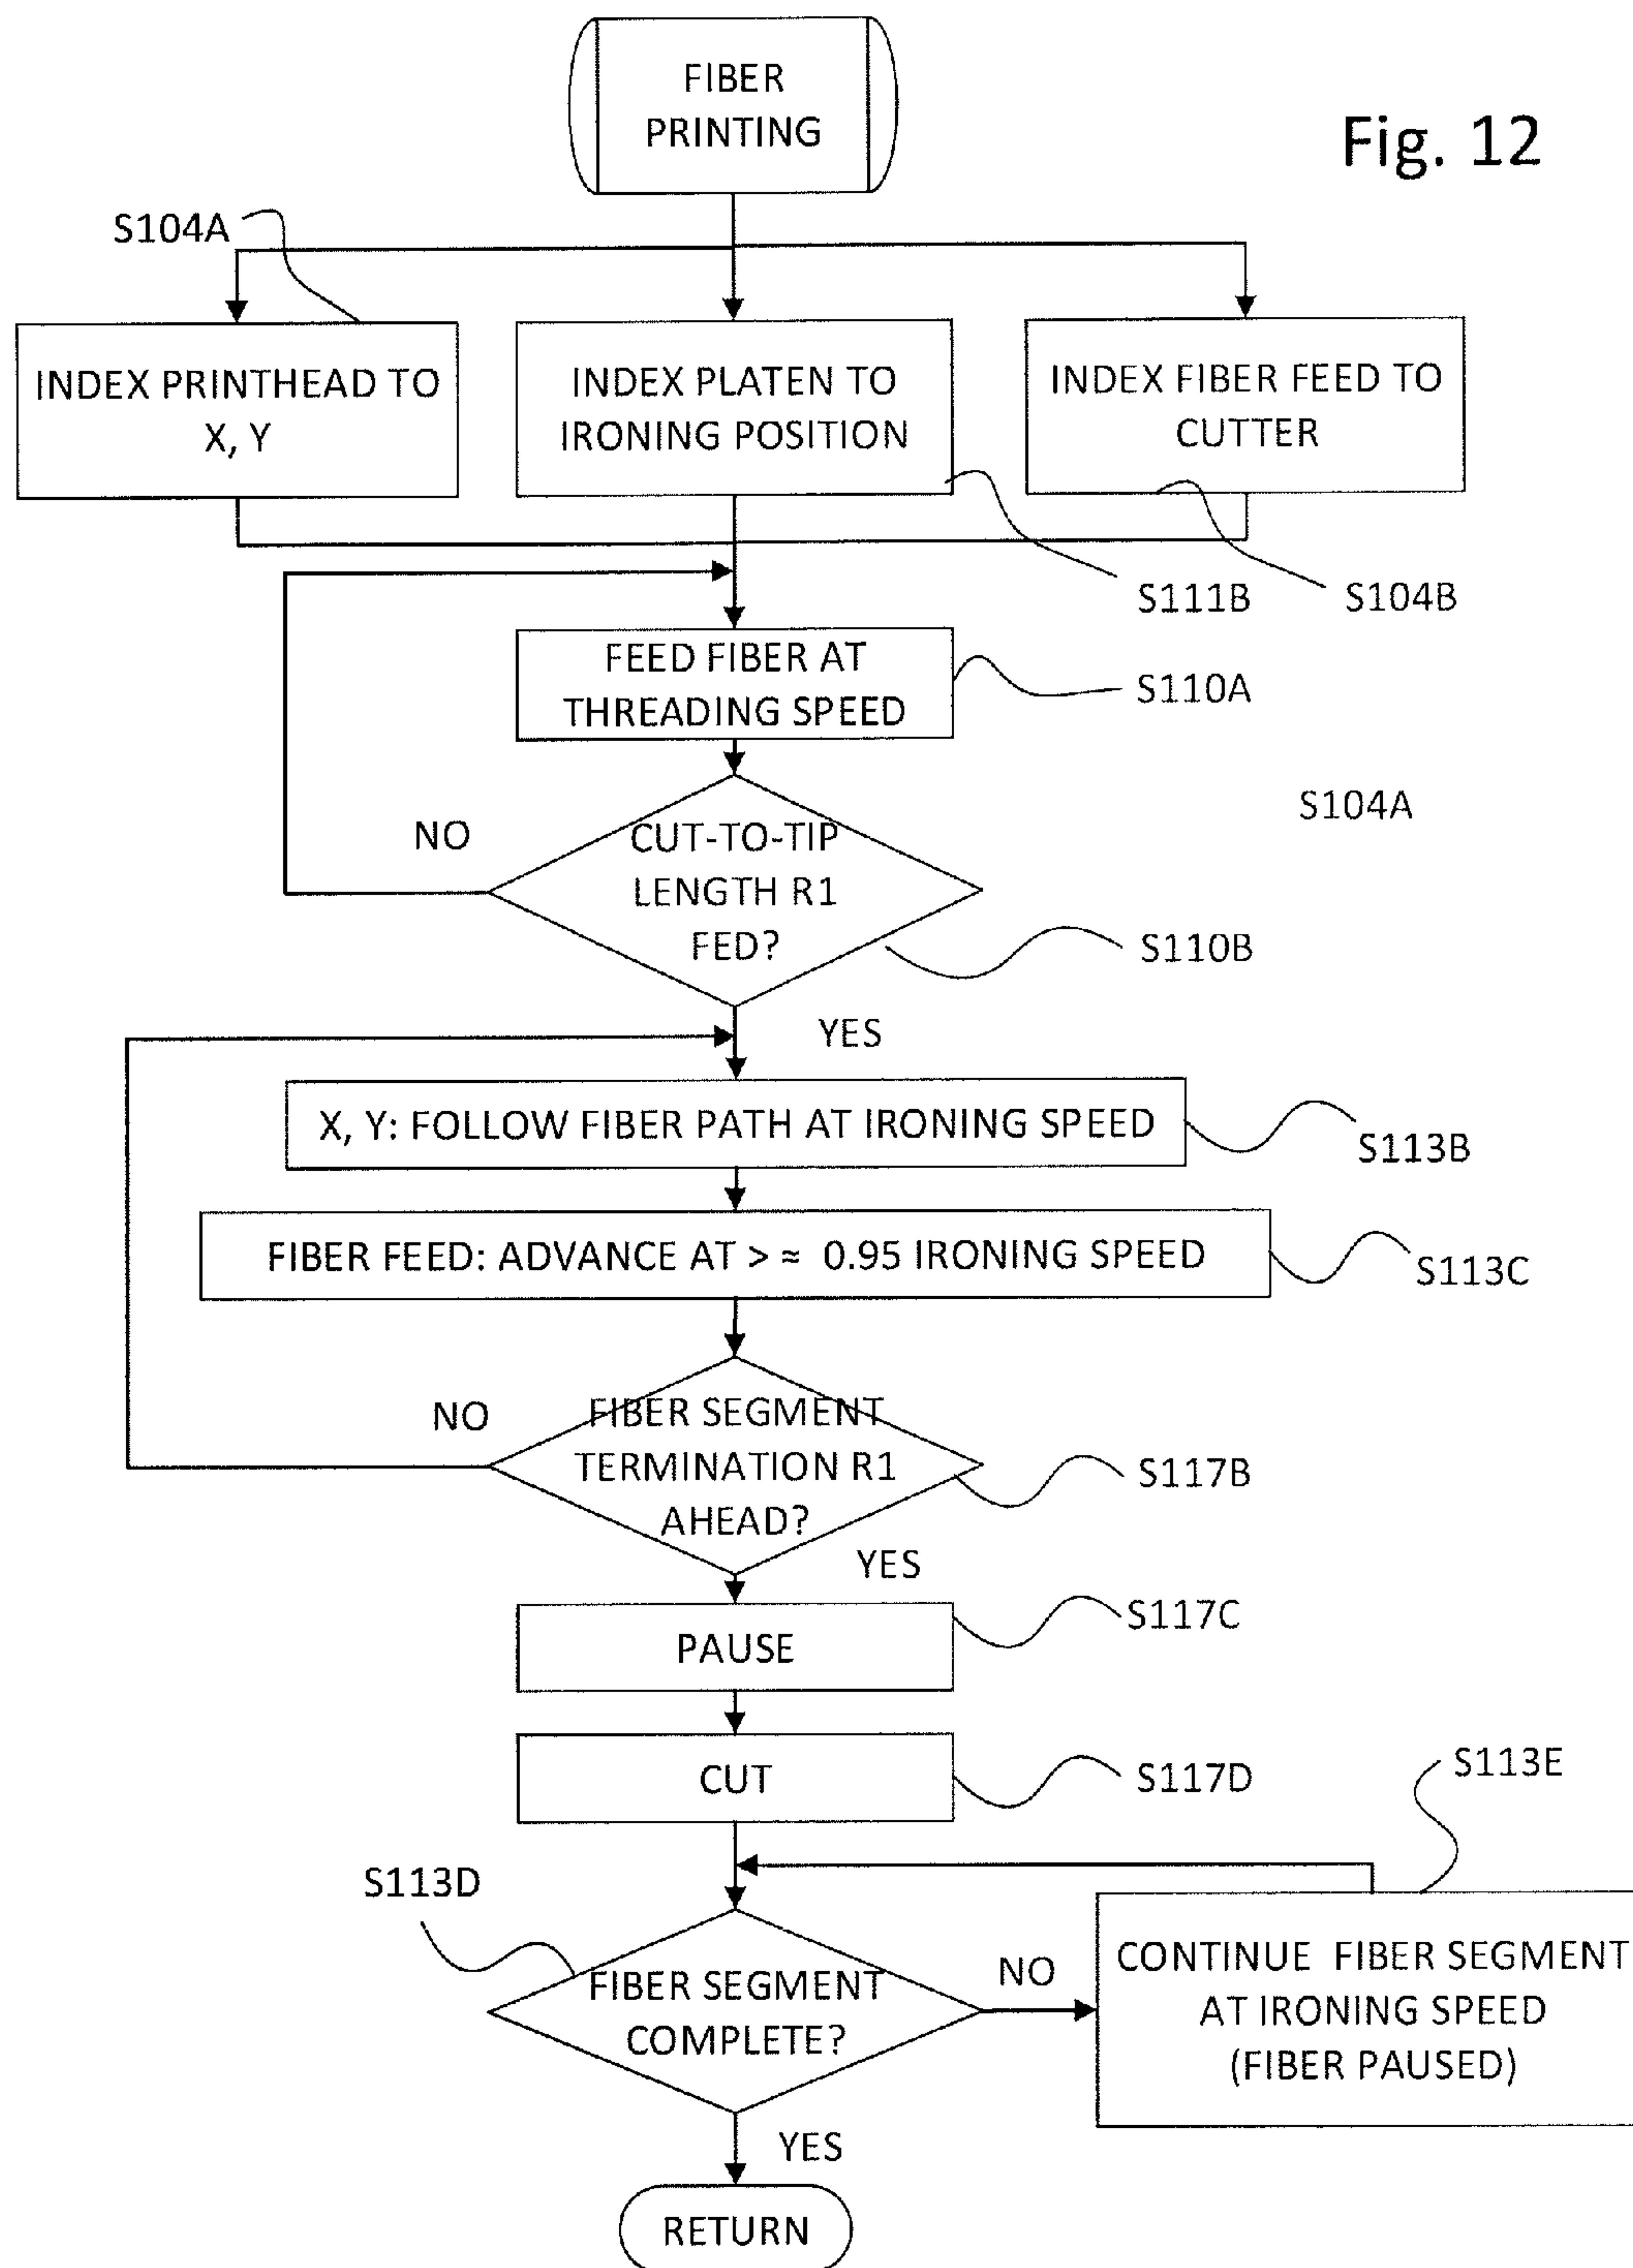 FIBER
PRINTING
Fig. 12
S104A
INDEX PRINTHEAD TO
X, Y
INDEX PLATEN TO
IRONING POSITION
INDEX FIBER FEED TO
CUTTER
S111B
S104B
FEED FIBER AT
THREADING SPEED
S110A
S104A
NO
CUT-TO-TIP
LENGTH R1
FED?
S110B
YES
X, Y: FOLLOW FIBER PATH AT IRONING SPEED
S113B
FIBER FEED: ADVANCE AT > ≈ 0.95 IRONING SPEED
S113C
NO
FIBER SEGMENT
TERMINATION R1
AHEAD?
S117B
YES
PAUSE
S117C
CUT
S117D
S113E
S113D
FIBER SEGMENT
COMPLETE?
NO
CONTINUE FIBER SEGMENT
AT IRONING SPEED
(FIBER PAUSED)
YES
RETURN